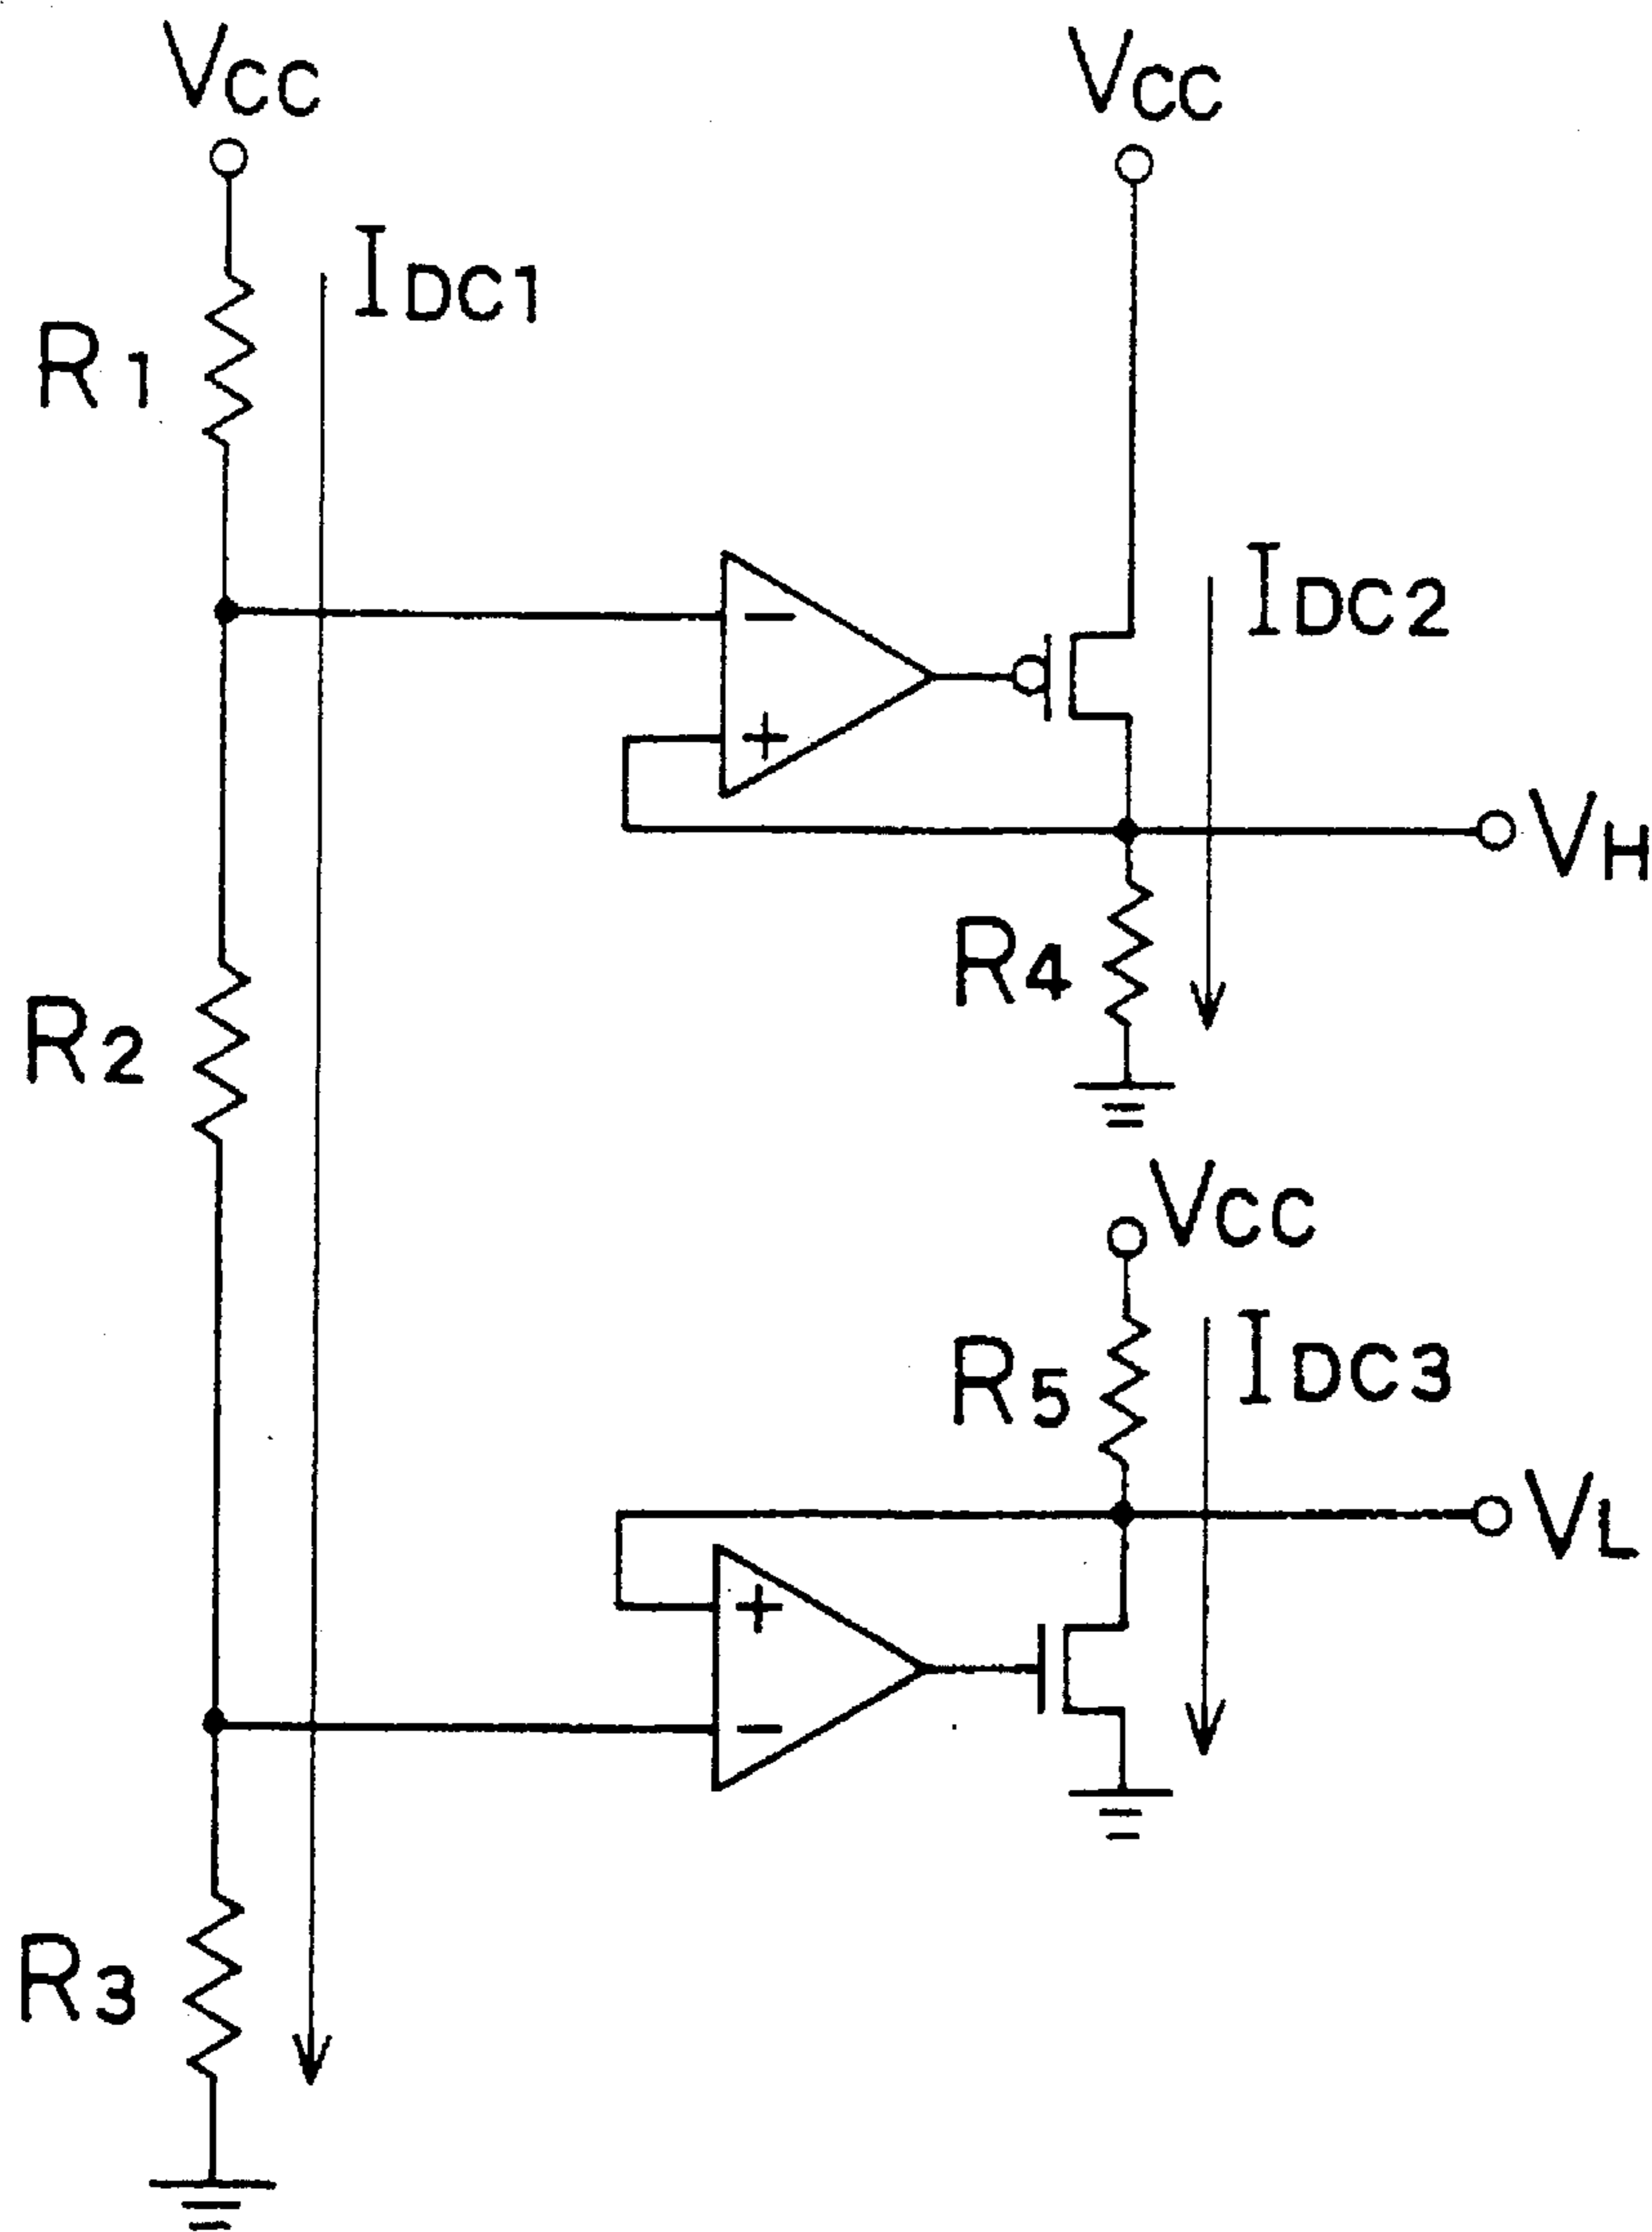 VCC
VCC
IDC1
R1
IDC2
−
+
VH
R4
R2
VCC
IDC3
R5
VL
+
−
R3